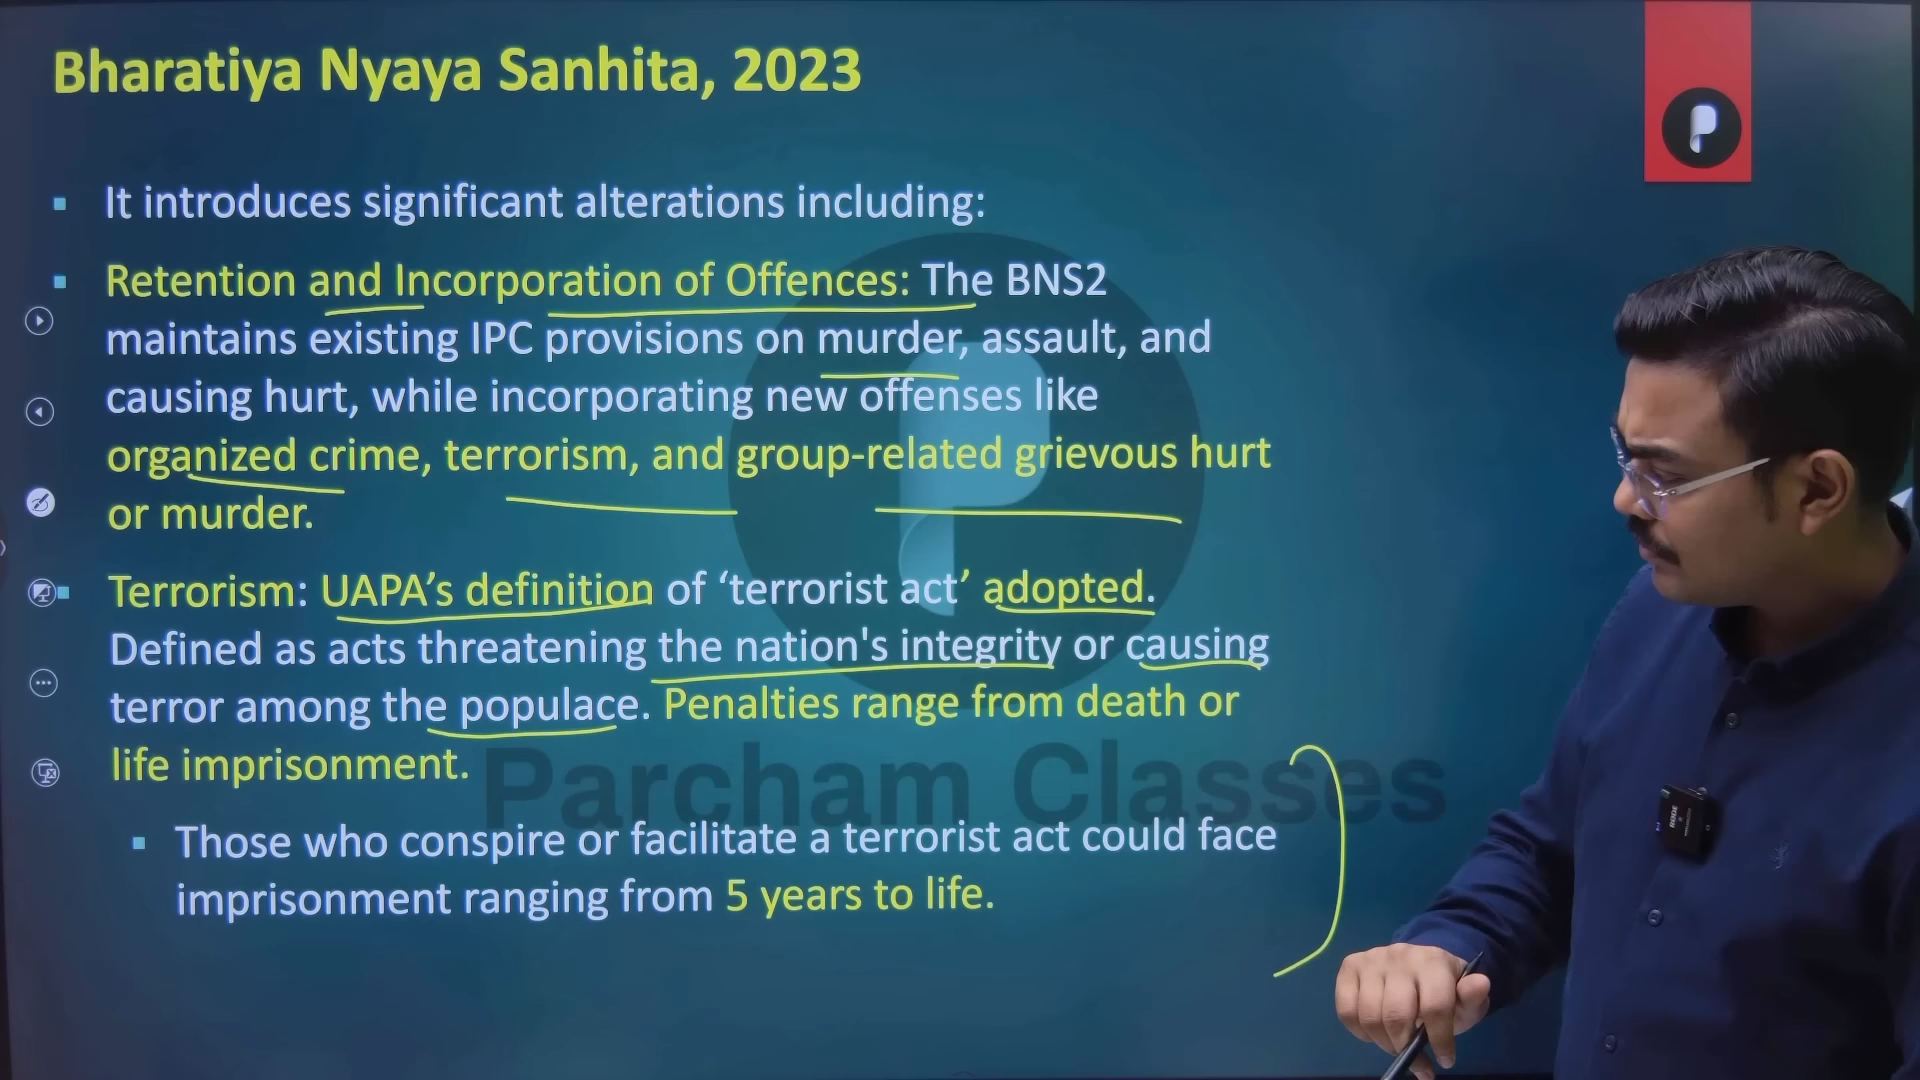 Bharatiya Nyaya Sanhita, 2023
It introduces significant alterations including:
Retention and Incorporation of Offences: The BNS2
maintains existing IPC provisions on murder, assault, and
causing hurt, while incorporating new offenses like
organized crime, terrorism, and group-related grievous hurt
or murder.
Terrorism: UAPA’s definition of ‘terrorist act’ adopted.
Defined as acts threatening the nation's integrity or causing
terror among the populace. Penalties range from death or
life imprisonment.
Parcham Classes
Those who conspire or facilitate a terrorist act could face
imprisonment ranging from 5 years to life.
RODE